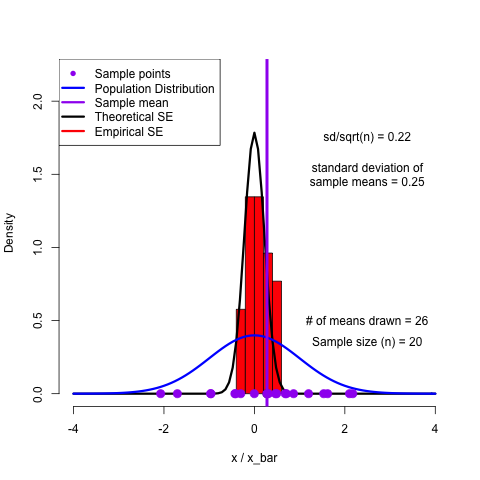 Sample points
Population Distribution
Sample mean
Theoretical SE
Empirical SE
sd/sqrt(n) = 0.22
standard deviation of
sample means = 0.25
# of means drawn = 26
Sample size (n) = 20
Density
0.0
0.5
1.0
1.5
2.0
-4
-2
0
2
4
x / x_bar